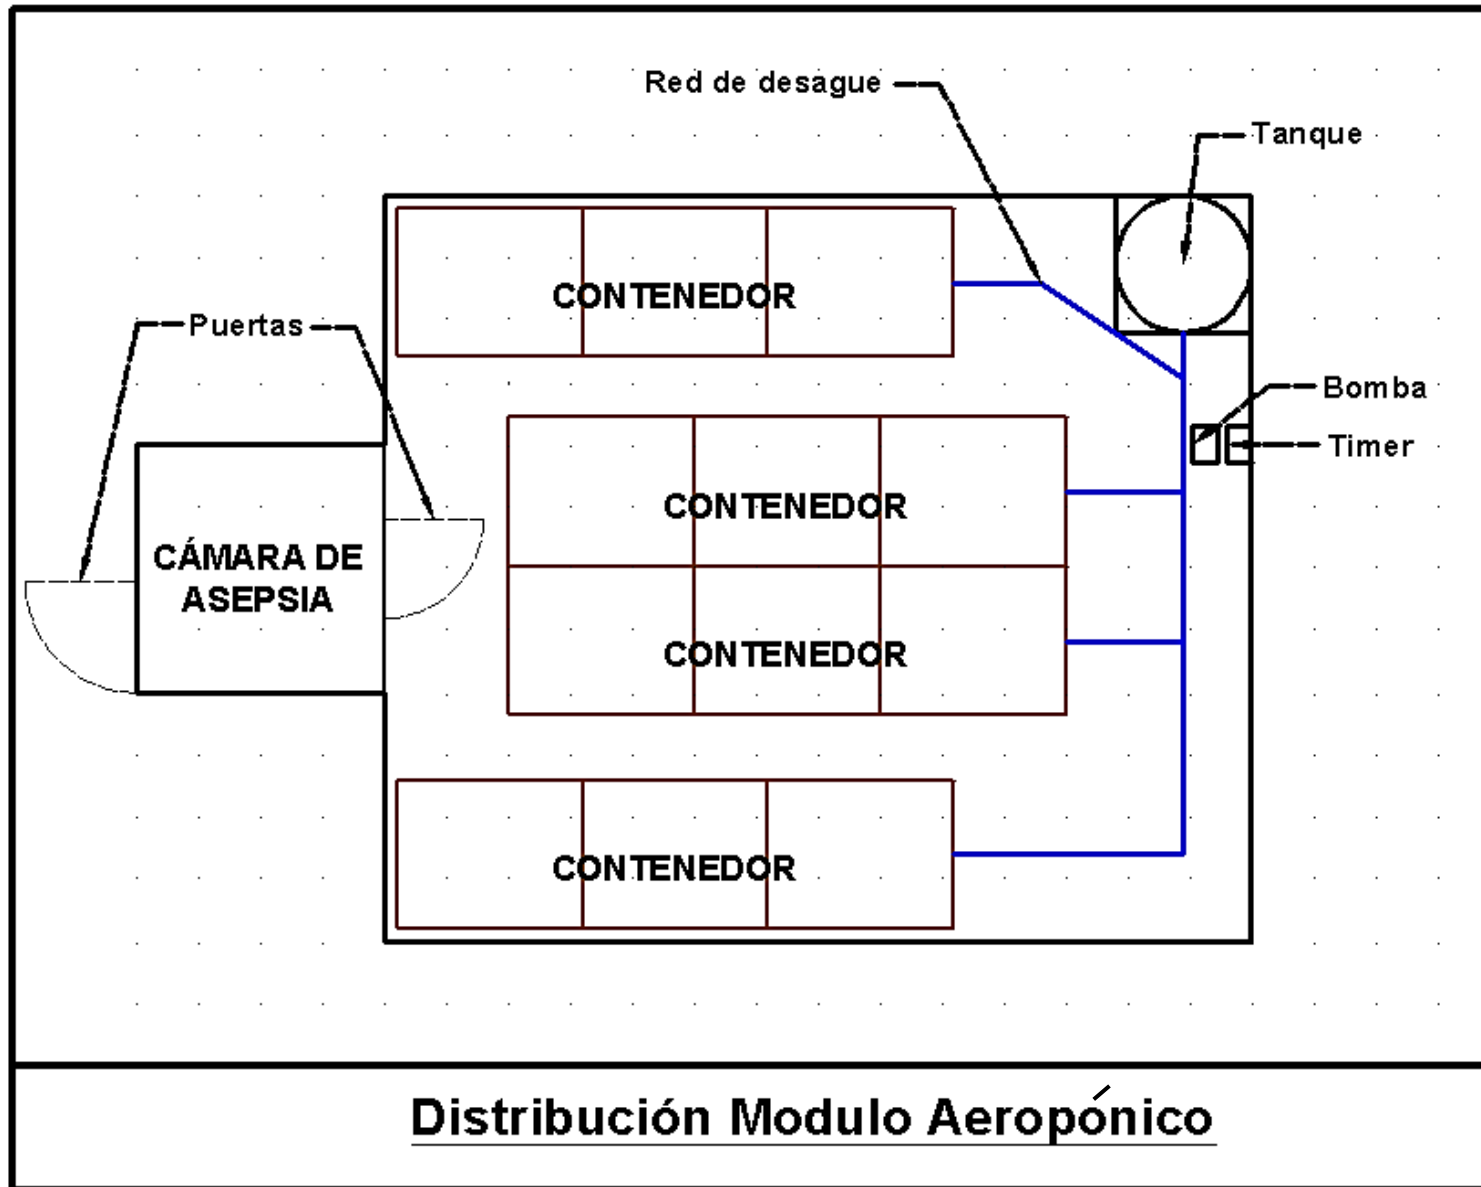 Red de desague
Tanque
CONTENEDOR
Puertas
Bomba
Timer
CONTENEDOR
CÁMARA DE
ASEPSIA
CONTENEDOR
CONTENEDOR
Distribución Modulo Aeropónico